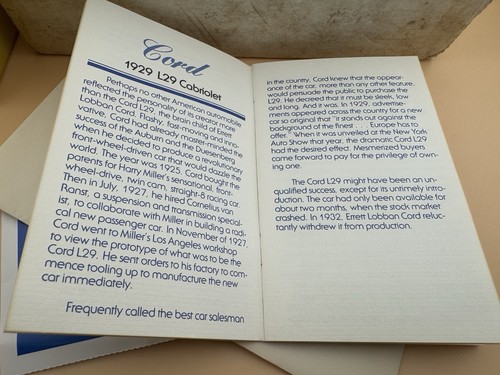 Cord
1929 L29 Cabriolet
Perhaps no other American automobile
reflected the personality of its creator more
than the Cord L29, the brain child of Errett
Lobban Cord. Flashy, fast-moving and inno-
vative, Cord had already master-minded the
success of the Auburn and the Duesenberg
when he decided to produce a revolutionary
front-wheel-driven car that would dazzle the
world. The year was 1925. Cord bought the
parents for Harry Miller's sensational, front-
wheel-drive, twin cam, straight-8 racing car.
Then in July, 1927, he hired Cornelius van
Ranst, a suspension and transmission special-
ist, to collaborate with Miller in building a radi-
cal new passenger car. In November of 1927,
Cord went to Miller's Los Angeles workshop
to view the prototype of what was to be the
Cord L29. He sent orders to his factory to com-
mence tooling up to manufacture the new
car immediately.
Frequently called the best car salesman
in the country, Cord knew that the appear-
ance of the car, more than any other feature,
would persuade the public to purchase the
L29. He decreed that it must be sleek, low
and long. And it was. In 1929, advertise-
ments appeared across the country for a new
car so original that "it stands out against the
background of the finest . . . Europe has to
offer." When it was unveiled at the New York
Auto Show that year, the dramatic Cord L29
had the desired effect. Mesmerized buyers
came forward to pay for the privilege of own-
ing one.
The Cord L29 might have been an un-
qualified success, except for its untimely intro-
duction. The car had only been available for
about two months, when the stock market
crashed. In 1932, Errett Lobban Cord reluc-
tantly withdrew it from production.